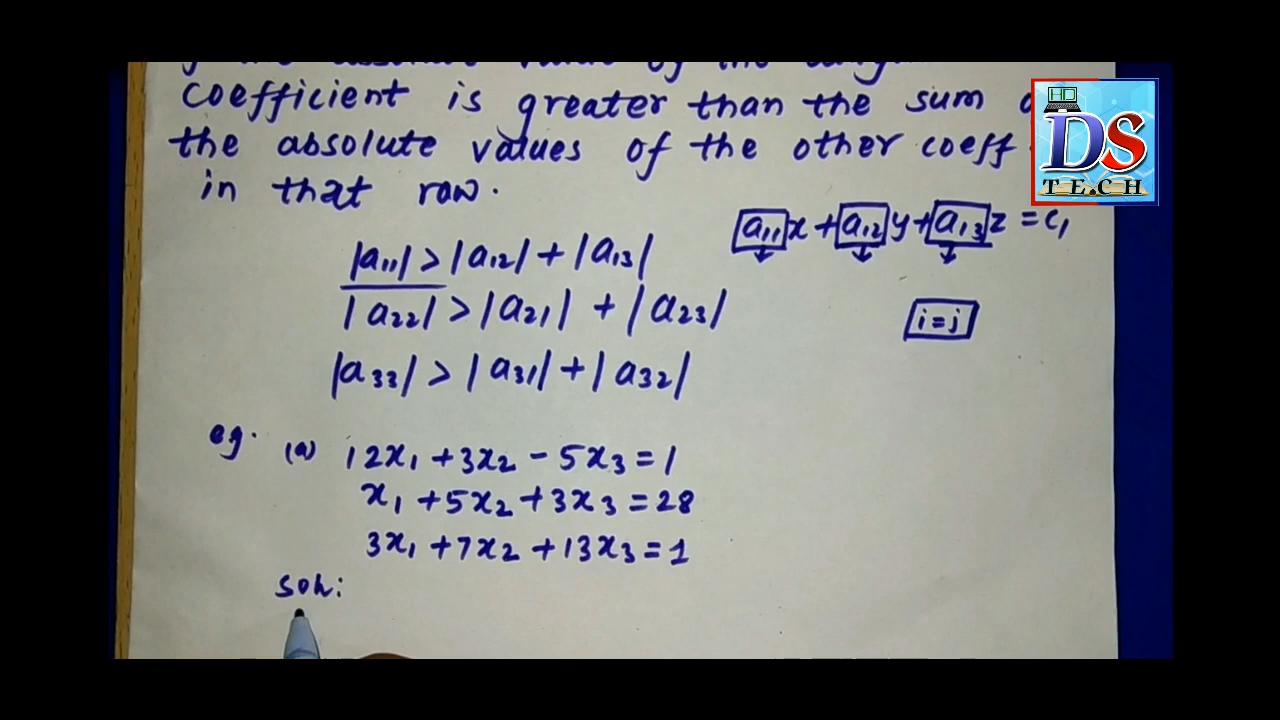 coefficient is greater than the sum
the absolute values of the other coeff
in that row.
a11x + a12y + a13z = c1
|a11| > |a12| + |a13|
|a22| > |a21| + |a23|
i=j
|a33| > |a31| + |a32|
eg. (a) 12x1 + 3x2 - 5x3 = 1
x1 + 5x2 + 3x3 = 28
3x1 + 7x2 + 13x3 = 1
Soln:
HD
DS
TECH